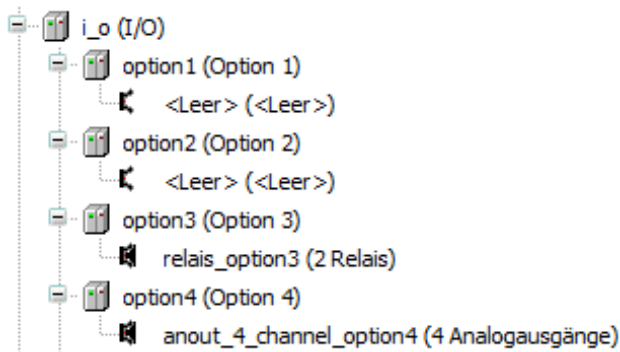 i_o (I/O)
option1 (Option 1)
<Leer> (<Leer>)
option2 (Option 2)
<Leer> (<Leer>)
option3 (Option 3)
relais_option3 (2 Relais)
option4 (Option 4)
anout_4_channel_option4 (4 Analogausgänge)